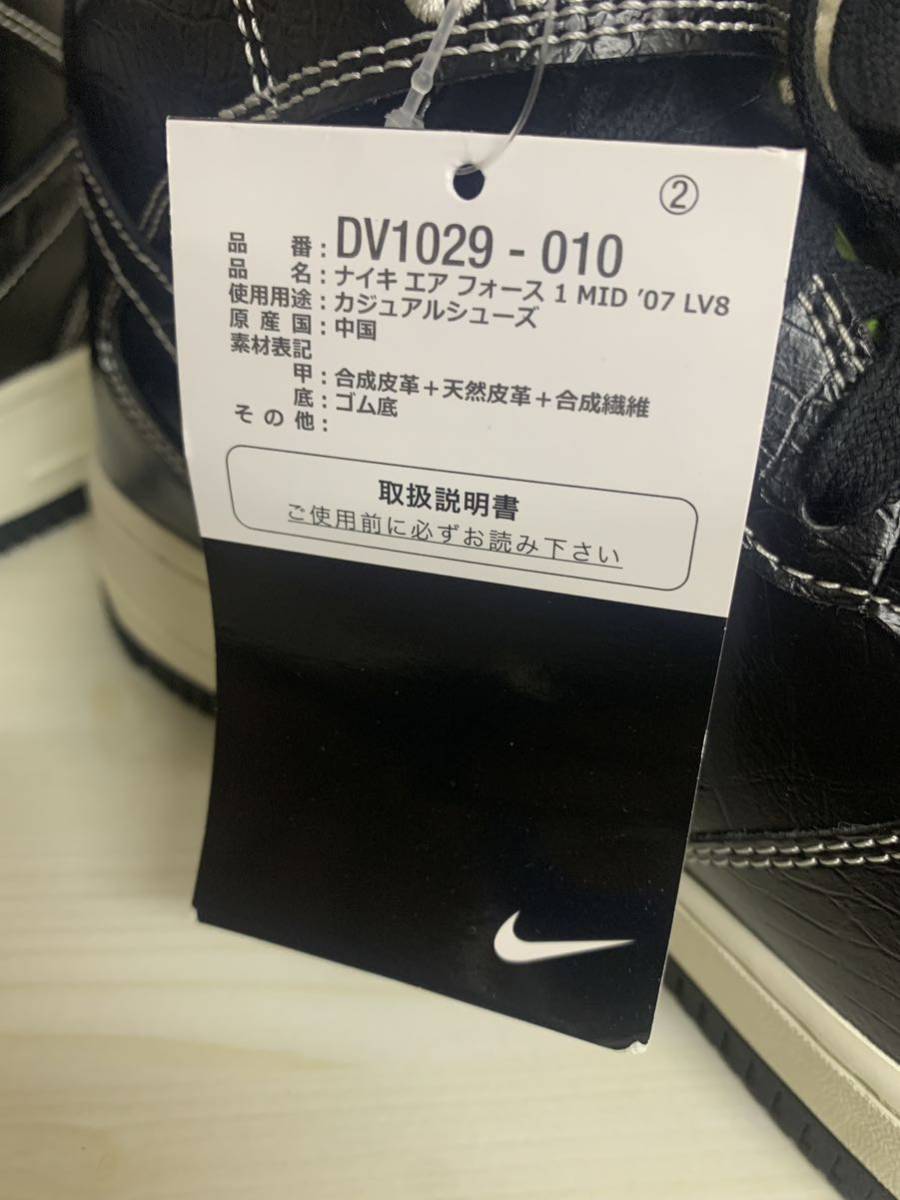 ②
品 番：DV1029 - 010
品 名：ナイキ エア フォース 1 MID '07 LV8
使用用途：カジュアルシューズ
原 産 国：中国
素材表記
甲：合成皮革＋天然皮革＋合成繊維
底：ゴム底
そ の 他：
取扱説明書
ご使用前に必ずお読み下さい